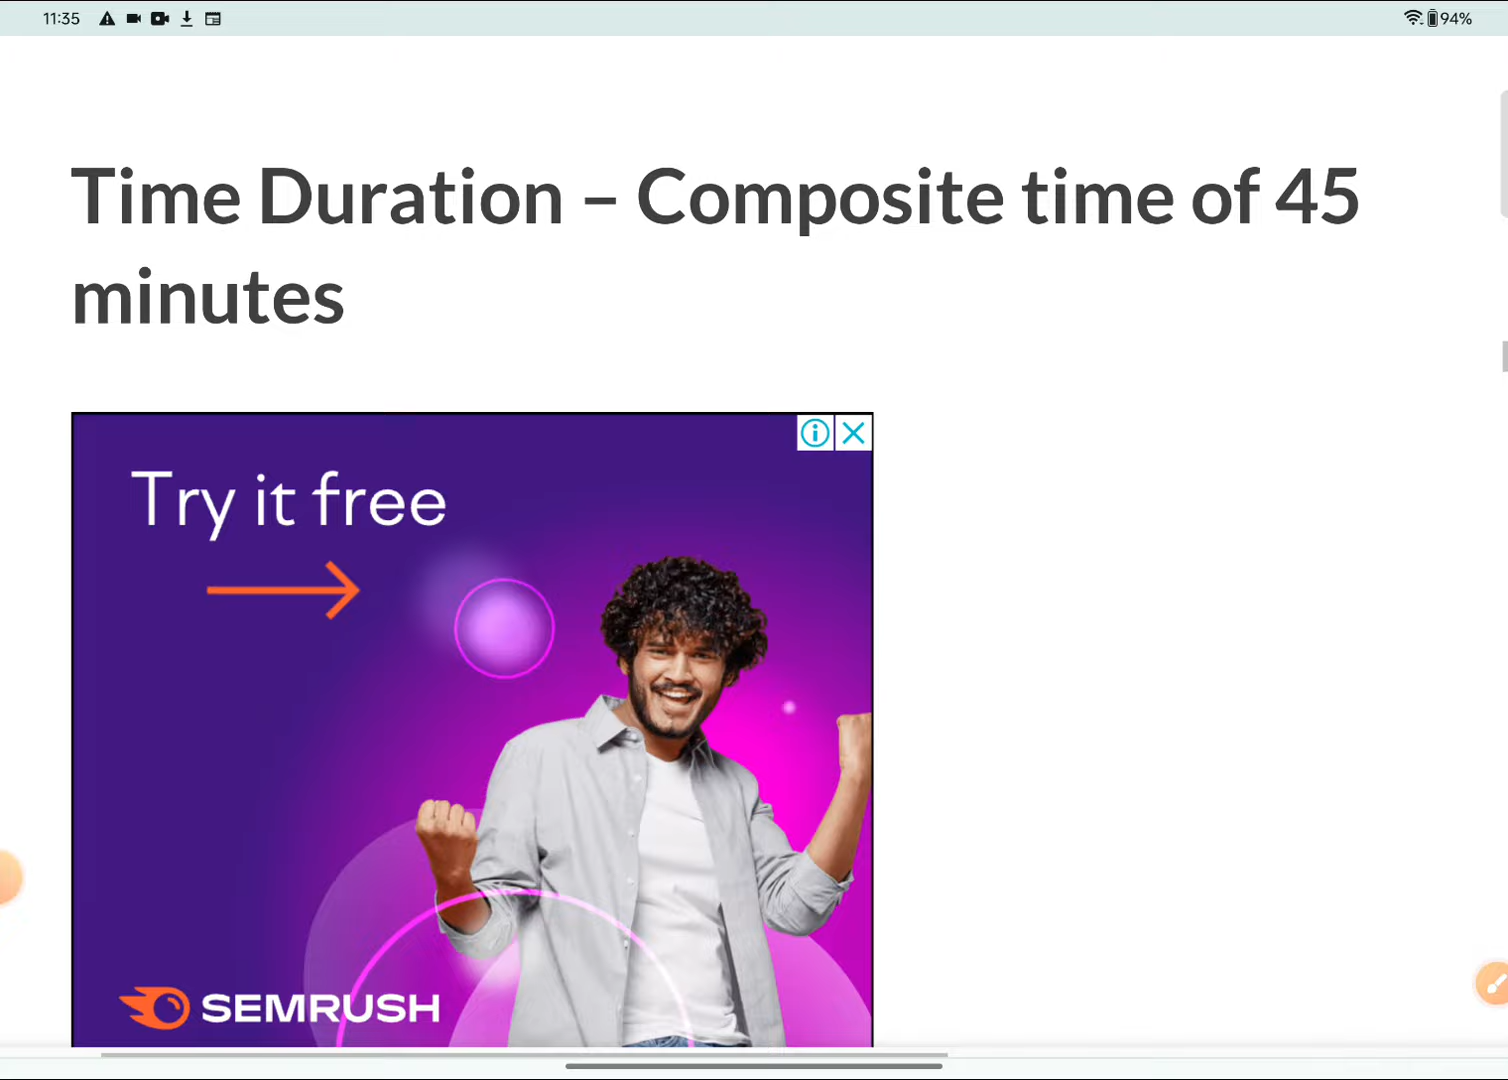 11:35
94%
Time Duration – Composite time of 45
minutes
Try it free
SEMRUSH